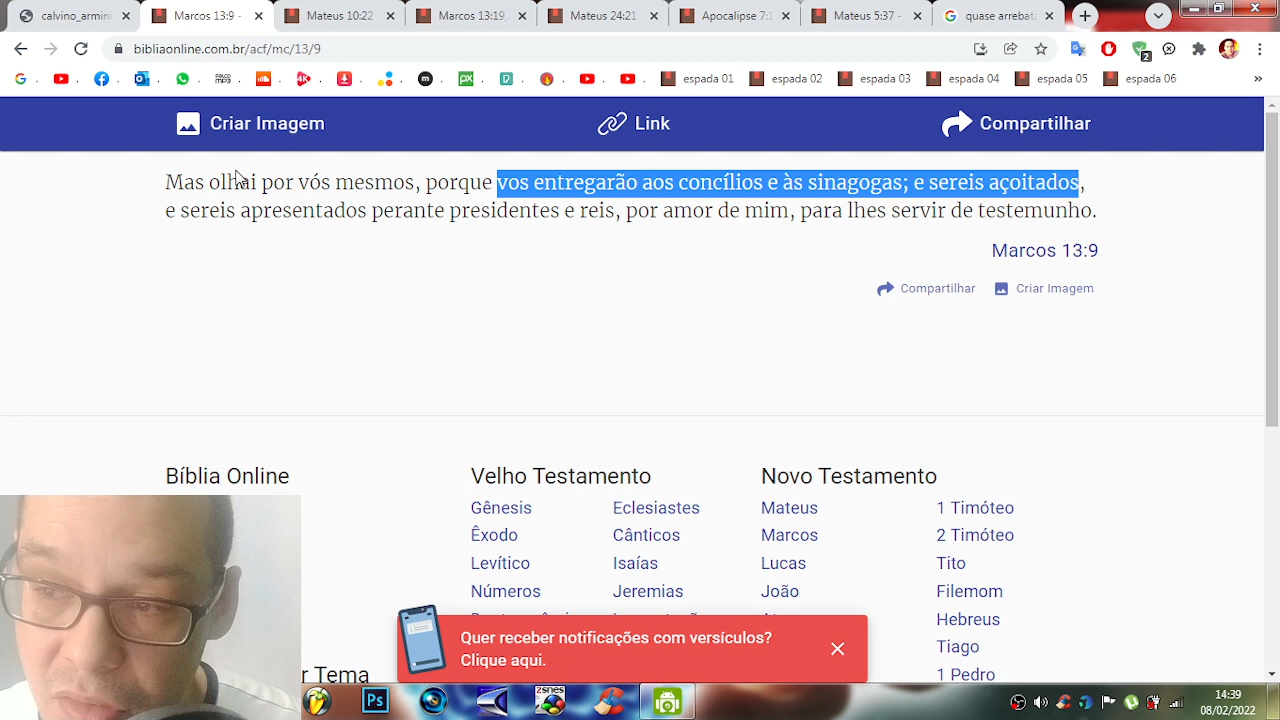 calvino_armini
Marcos 13:9 -
Mateus 10:22
Marcos 13:19
Mateus 24:21 -
Apocalipse 7:1
Mateus 5:37 -
quase arrebat
bibliaonline.com.br/acf/mc/13/9
2
espada 01
espada 02
espada 03
espada 04
espada 05
espada 06
»
Criar Imagem
Link
Compartilhar
Mas olhai por vós mesmos, porque vos entregarão aos concílios e às sinagogas; e sereis açoitados,
e sereis apresentados perante presidentes e reis, por amor de mim, para lhes servir de testemunho.
Marcos 13:9
Compartilhar
Criar Imagem
Bíblia Online
Velho Testamento
Gênesis
Eclesiastes
Êxodo
Cânticos
Levítico
Isaías
Números
Jeremias
Novo Testamento
Mateus
1 Timóteo
Marcos
2 Timóteo
Lucas
Tito
João
Filemom
Hebreus
Tiago
1 Pedro
r Tema
Quer receber notificações com versículos?
Clique aqui.
Ps
ZSNES
14:39
08/02/2022